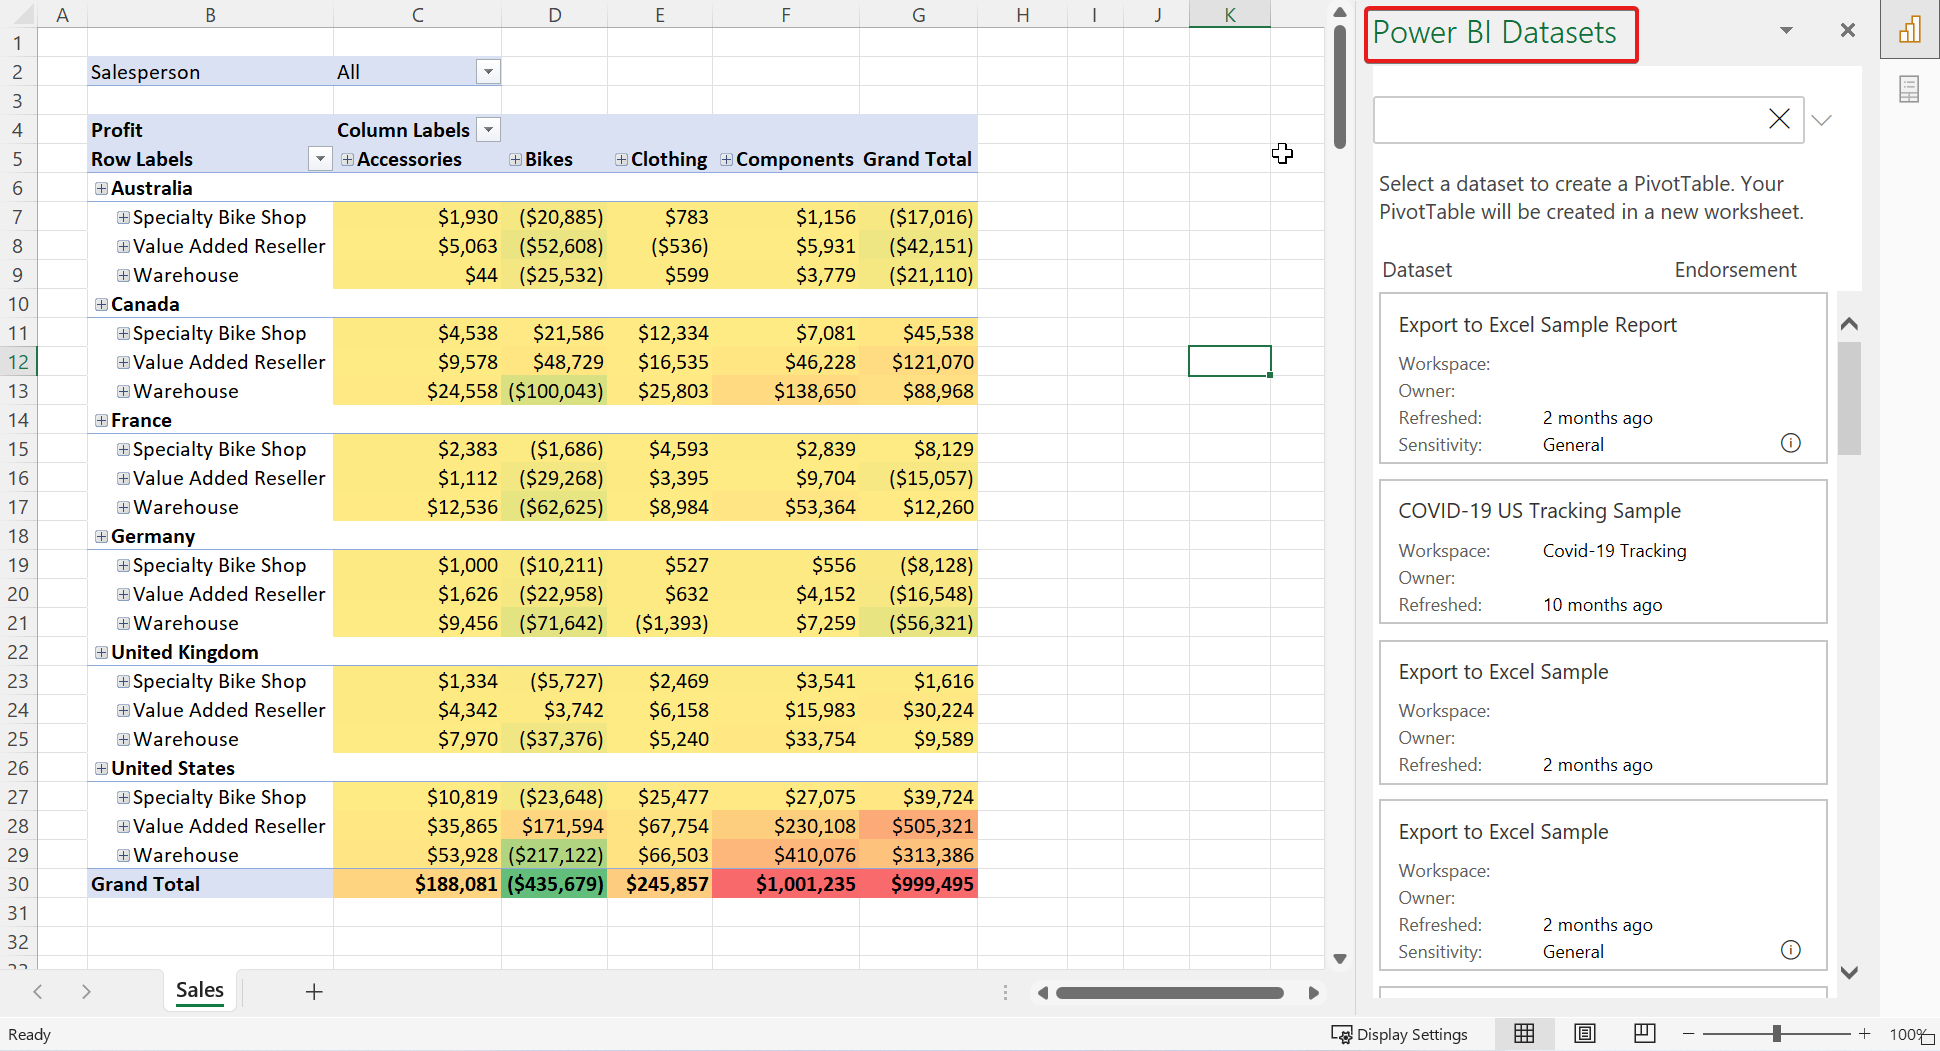 A B C D E F G H I J K
1
2 Salesperson All
3
4 Profit Column Labels
5 Row Labels Accessories Bikes Clothing Components Grand Total
6 Australia
7 Specialty Bike Shop $1,930 ($20,885) $783 $1,156 ($17,016)
8 Value Added Reseller $5,063 ($52,608) ($536) $5,931 ($42,151)
9 Warehouse $44 ($25,532) $599 $3,779 ($21,110)
10 Canada
11 Specialty Bike Shop $4,538 $21,586 $12,334 $7,081 $45,538
12 Value Added Reseller $9,578 $48,729 $16,535 $46,228 $121,070
13 Warehouse $24,558 ($100,043) $25,803 $138,650 $88,968
14 France
15 Specialty Bike Shop $2,383 ($1,686) $4,593 $2,839 $8,129
16 Value Added Reseller $1,112 ($29,268) $3,395 $9,704 ($15,057)
17 Warehouse $12,536 ($62,625) $8,984 $53,364 $12,260
18 Germany
19 Specialty Bike Shop $1,000 ($10,211) $527 $556 ($8,128)
20 Value Added Reseller $1,626 ($22,958) $632 $4,152 ($16,548)
21 Warehouse $9,456 ($71,642) ($1,393) $7,259 ($56,321)
22 United Kingdom
23 Specialty Bike Shop $1,334 ($5,727) $2,469 $3,541 $1,616
24 Value Added Reseller $4,342 $3,742 $6,158 $15,983 $30,224
25 Warehouse $7,970 ($37,376) $5,240 $33,754 $9,589
26 United States
27 Specialty Bike Shop $10,819 ($23,648) $25,477 $27,075 $39,724
28 Value Added Reseller $35,865 $171,594 $67,754 $230,108 $505,321
29 Warehouse $53,928 ($217,122) $66,503 $410,076 $313,386
30 Grand Total $188,081 ($435,679) $245,857 $1,001,235 $999,495
31
32
Sales
Ready
Power BI Datasets
Select a dataset to create a PivotTable. Your
PivotTable will be created in a new worksheet.
Dataset Endorsement
Export to Excel Sample Report
Workspace:
Owner:
Refreshed: 2 months ago
Sensitivity: General
COVID-19 US Tracking Sample
Workspace: Covid-19 Tracking
Owner:
Refreshed: 10 months ago
Export to Excel Sample
Workspace:
Owner:
Refreshed: 2 months ago
Export to Excel Sample
Workspace:
Owner:
Refreshed: 2 months ago
Sensitivity: General
Display Settings 100%